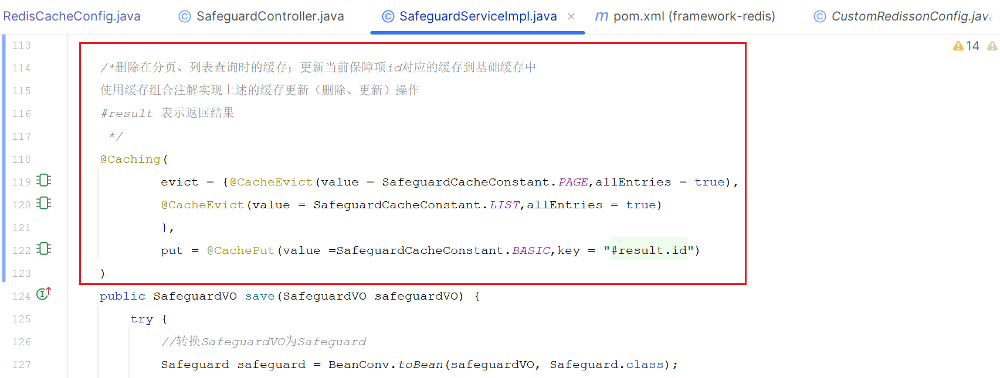 RedisCacheConfig.java SafeguardController.java SafeguardServiceImpl.java × pom.xml (framework-redis) CustomRedissonConfig.java
113 14
114 /*删除在分页、列表查询时的缓存；更新当前保障项id对应的缓存到基础缓存中
115 使用缓存组合注解实现上述的缓存更新（删除、更新）操作
116 #result 表示返回结果
117 */
118 @Caching(
119 evict = {@CacheEvict(value = SafeguardCacheConstant.PAGE,allEntries = true),
120 @CacheEvict(value = SafeguardCacheConstant.LIST,allEntries = true)
121 },
122 put = @CachePut(value =SafeguardCacheConstant.BASIC,key = "#result.id")
123 )
124 public SafeguardVO save(SafeguardVO safeguardVO) {
125 try {
126 //转换SafeguardVO为Safeguard
127 Safeguard safeguard = BeanConv.toBean(safeguardVO, Safeguard.class);